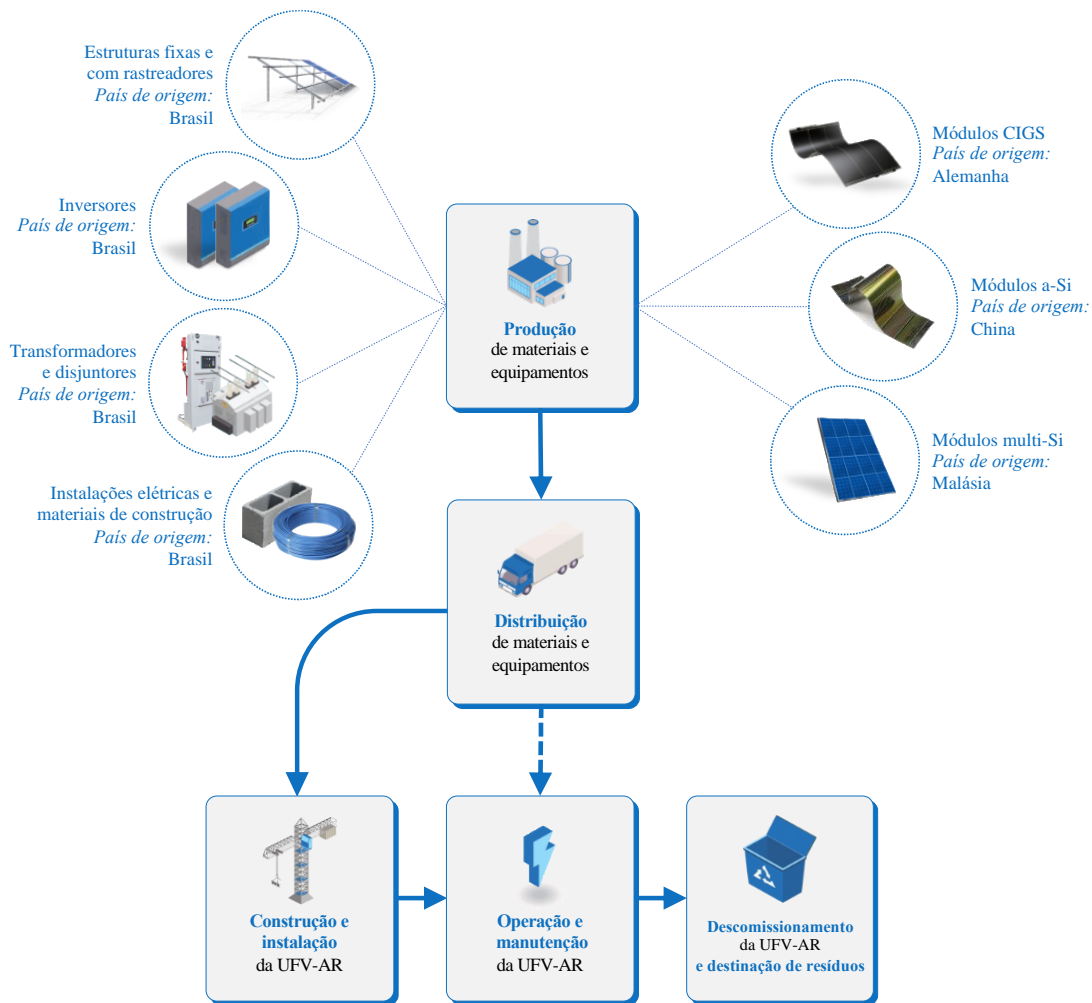 Estruturas fixas e
com rastreadores
País de origem:
Brasil
Inversores
País de origem:
Brasil
Transformadores
e disjuntores
País de origem:
Brasil
Instalações elétricas e
materiais de construção
País de origem:
Brasil
Módulos CIGS
País de origem:
Alemanha
Módulos a-Si
País de origem:
China
Módulos multi-Si
País de origem:
Malásia
Produção
de materiais e
equipamentos
Distribuição
de materiais e
equipamentos
Construção e
instalação
da UFV-AR
Operação e
manutenção
da UFV-AR
Descomissionamento
da UFV-AR
e destinação de resíduos